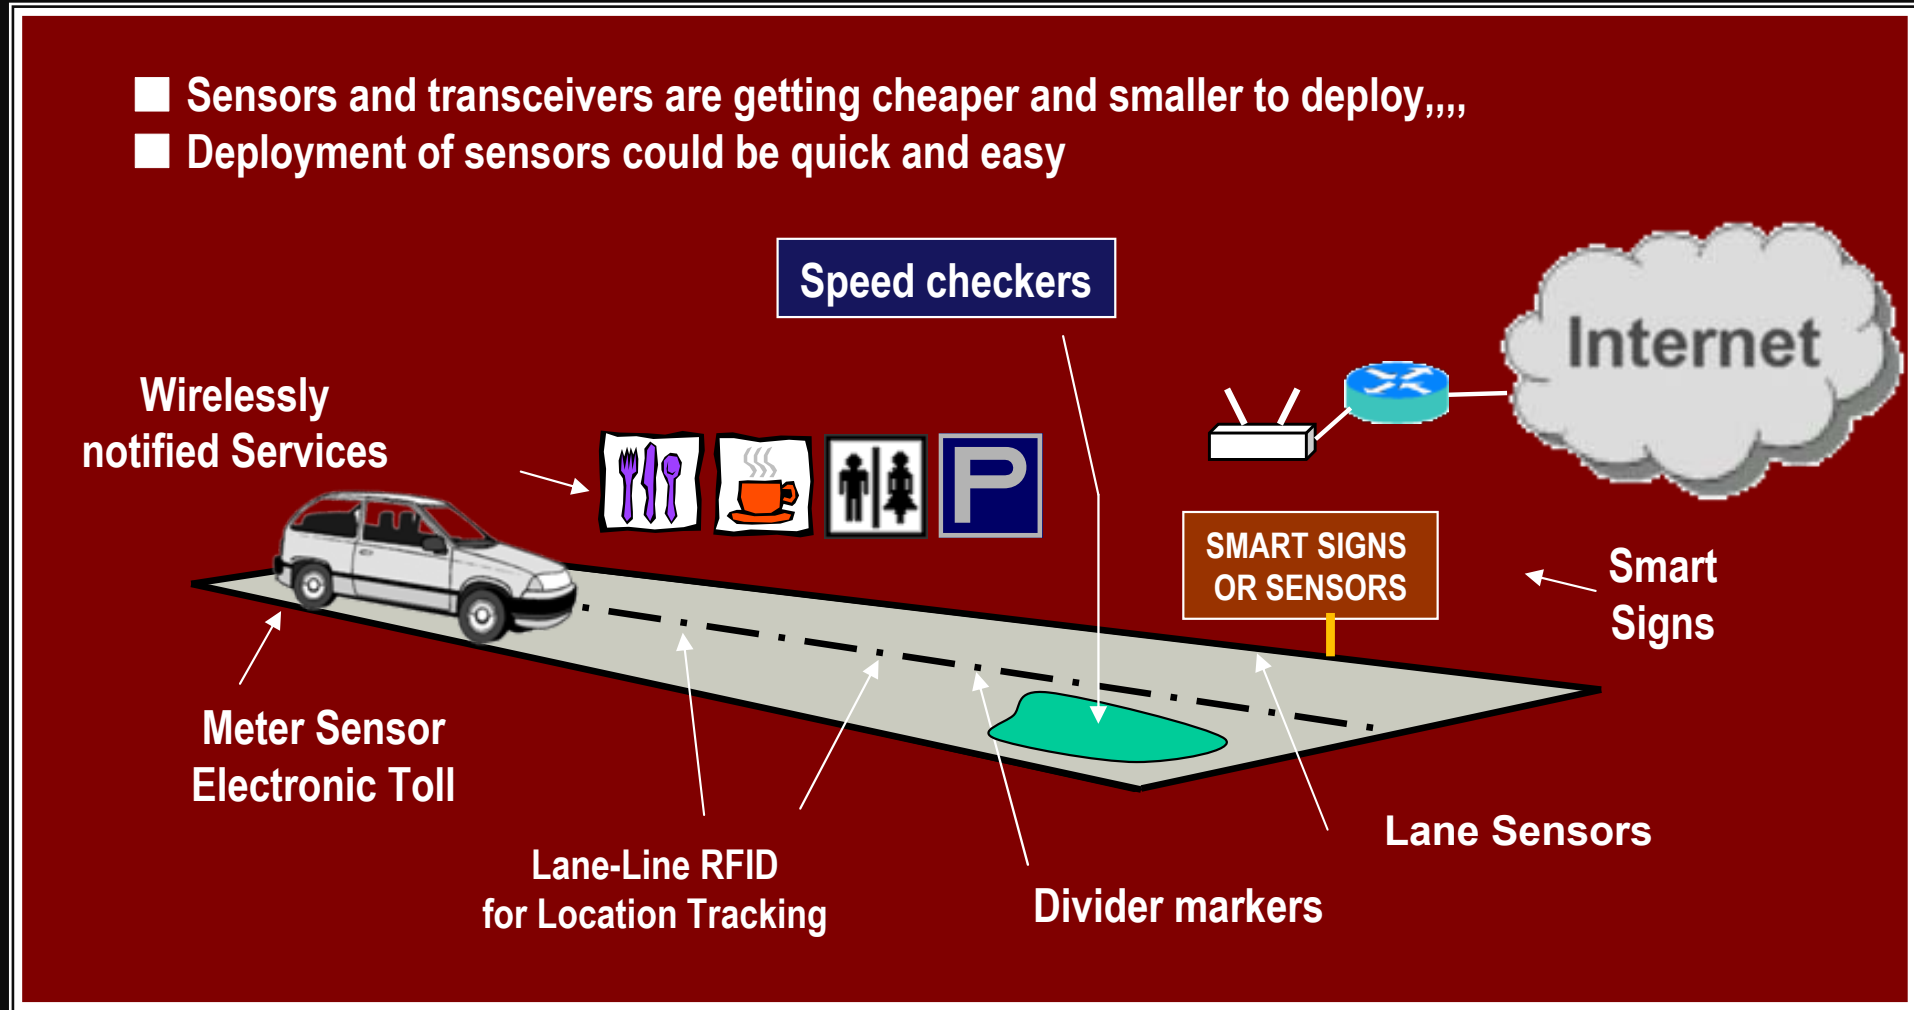 Sensors and transceivers are getting cheaper and smaller to deploy,,,,
Deployment of sensors could be quick and easy
Speed checkers
Internet
Wirelessly
notified Services
P
SMART SIGNS
OR SENSORS
Smart
Signs
Meter Sensor
Electronic Toll
Lane Sensors
Lane-Line RFID
for Location Tracking
Divider markers